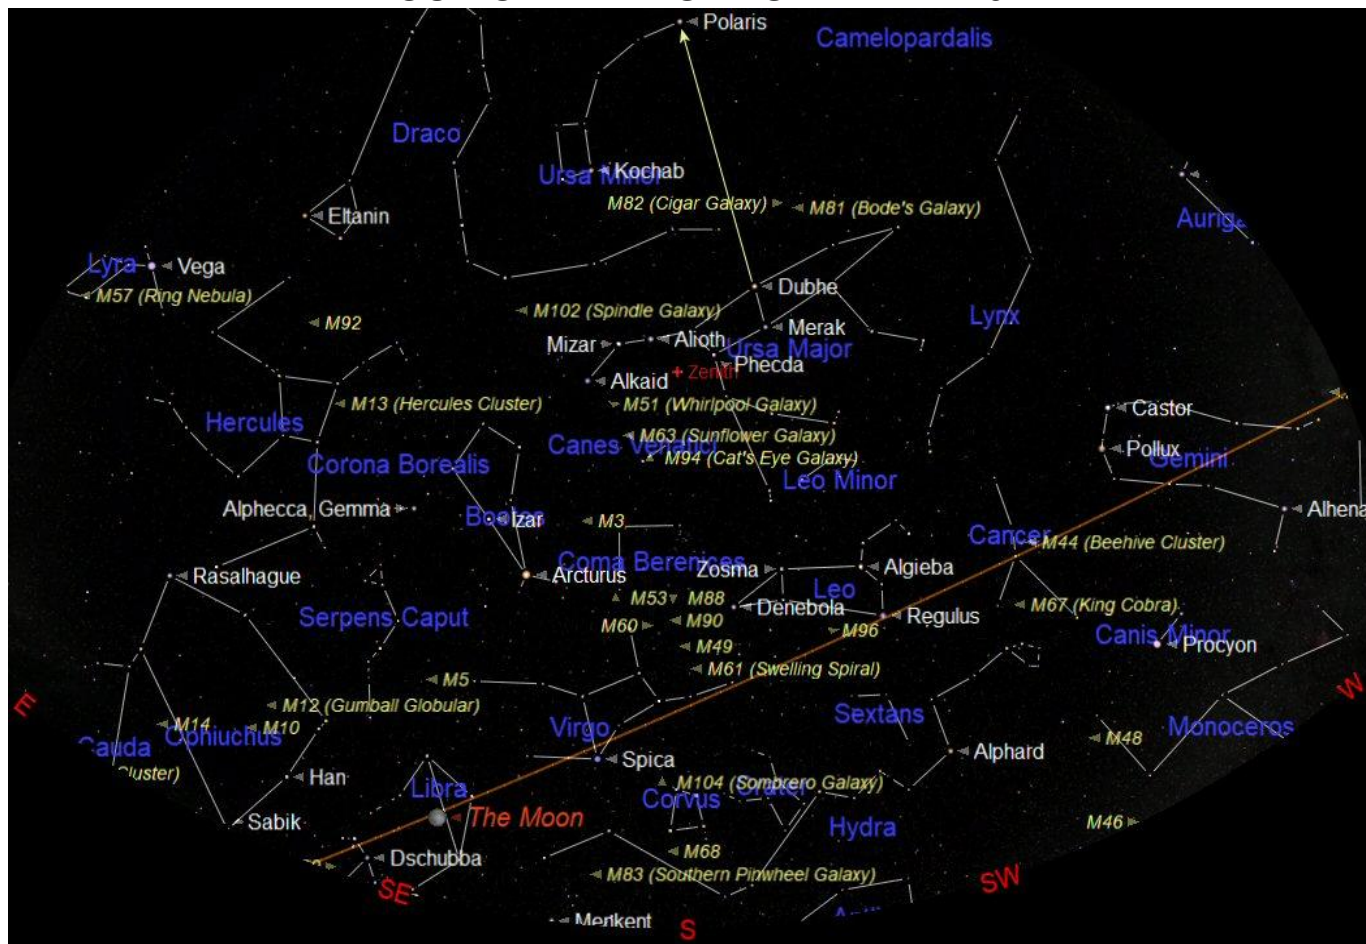 Polaris
Camelopardalis
Draco
Kochab
Ursa Minor
M82 (Cigar Galaxy)
M81 (Bode's Galaxy)
Eltanin
Lyra
Vega
M57 (Ring Nebula)
Dubhe
M102 (Spindle Galaxy)
M92
Lynx
Mizar
Alioth
Merak
Ursa Major
Phecda
Zenith
Alkaid
M13 (Hercules Cluster)
M51 (Whirlpool Galaxy)
Castor
Hercules
M63 (Sunflower Galaxy)
Canes Venatici
M94 (Cat's Eye Galaxy)
Pollux
Gemini
Corona Borealis
Leo Minor
Alphecca, Gemma
Izar
M3
Alhena
Cancer
M44 (Beehive Cluster)
Coma Berenices
Zosma
Algieba
Rasalhague
Arcturus
Leo
M53
M88
Denebola
M67 (King Cobra)
Serpens Caput
Regulus
M60
M90
M96
Canis Minor
Procyon
M49
M61 (Swelling Spiral)
M5
E
W
M12 (Gumball Globular)
Sextans
M14
M10
Ophiuchus
Virgo
Monoceros
M48
Cauda
Spica
Alphard
Han
M104 (Sombrero Galaxy)
Libra
Corvus
Crater
The Moon
Sabik
Hydra
M46
M68
Dschubba
M83 (Southern Pinwheel Galaxy)
SE
SW
Menkent
S